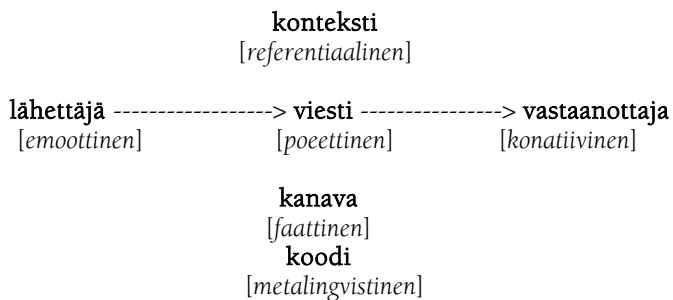 konteksti
[referentiaalinen]
lähettäjä ------------------> viesti ----------------> vastaanottaja
[emoottinen] [poeettinen] [konatiivinen]
kanava
[faattinen]
koodi
[metalingvistinen]